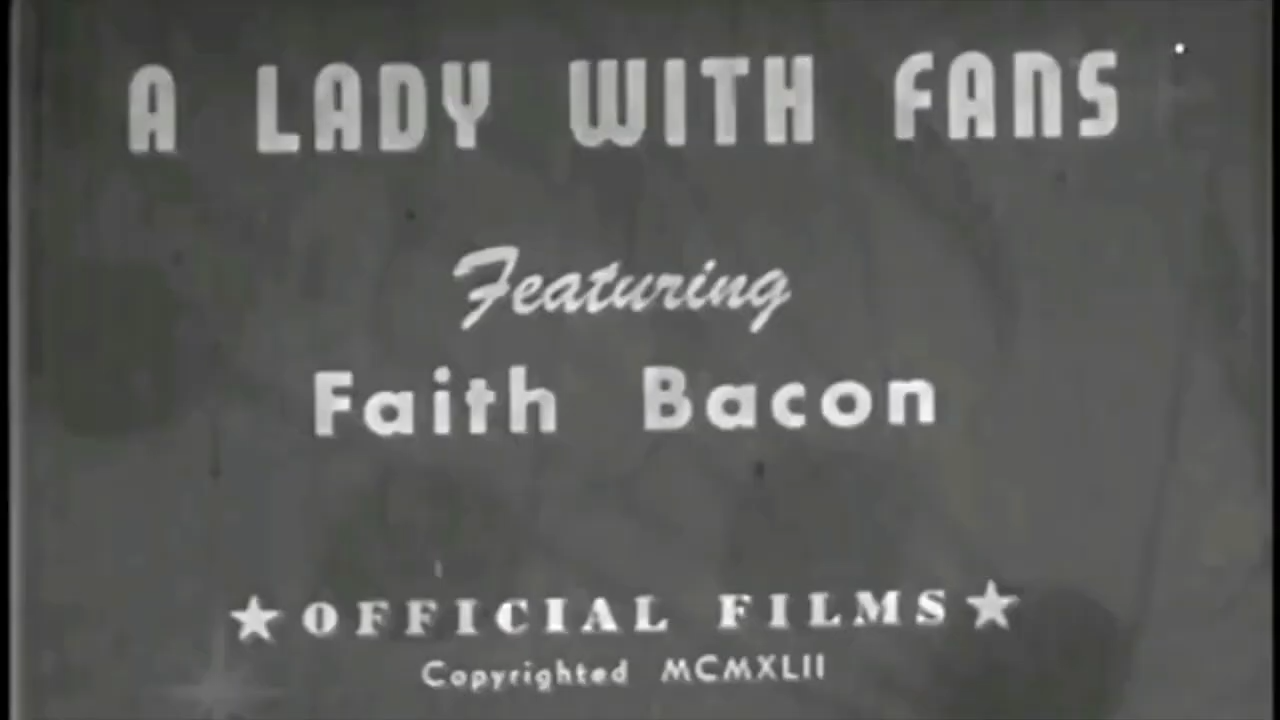 A LADY WITH FANS
Featuring
Faith Bacon
★ OFFICIAL FILMS ★
Copyrighted MCMXLII